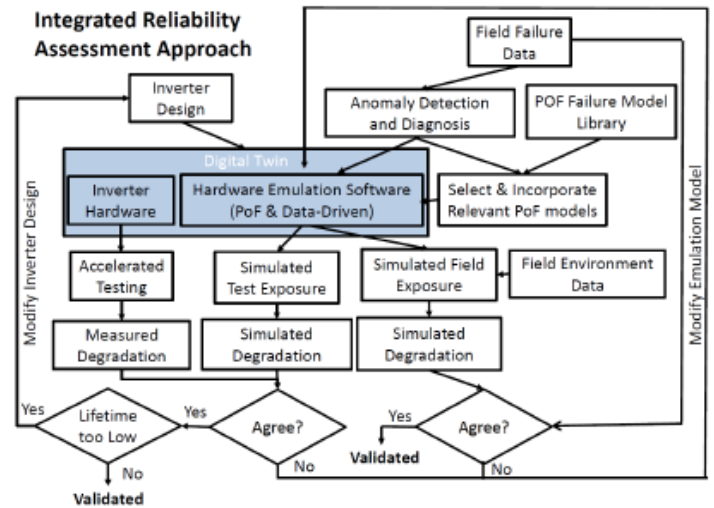 Integrated Reliability
Assessment Approach
Field Failure
Data
Inverter
Design
Anomaly Detection
and Diagnosis
POF Failure Model
Library
Digital Twin
Inverter
Hardware
Hardware Emulation Software
(PoF & Data-Driven)
Select & Incorporate
Relevant PoF models
Accelerated
Testing
Simulated
Test Exposure
Simulated Field
Exposure
Field Environment
Data
Measured
Degradation
Simulated
Degradation
Simulated
Degradation
Modify Inverter Design
Modify Emulation Model
Yes
Lifetime
too Low
Yes
Agree?
Yes
Agree?
No
Validated
No
Validated
No